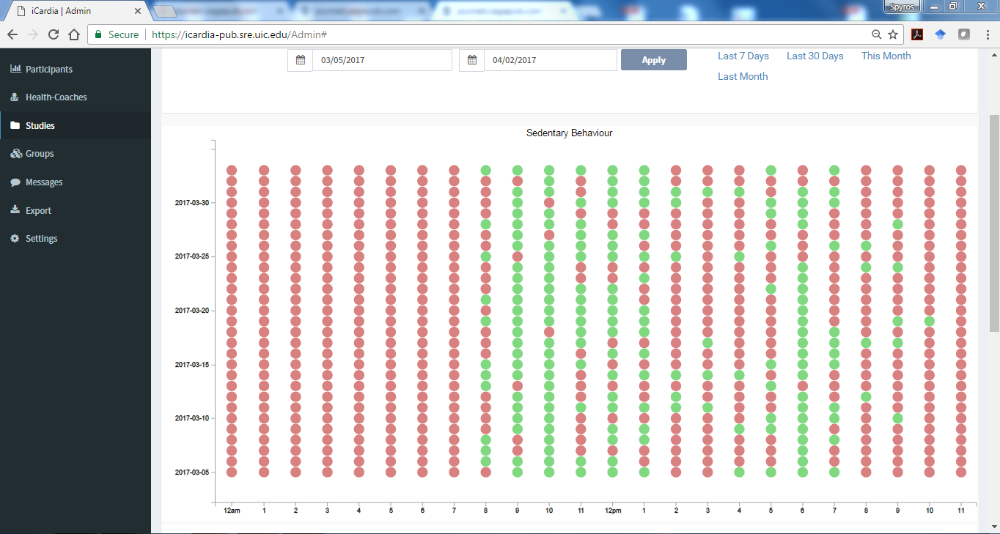 iCardia | Admin
Spyros
Secure https://icardia-pub.sre.uic.edu/Admin#
Participants
Health-Coaches
Studies
Groups
Messages
Export
Settings
03/05/2017 04/02/2017 Apply Last 7 Days Last 30 Days This Month
Last Month
Sedentary Behaviour
2017-03-30
2017-03-25
2017-03-20
2017-03-15
2017-03-10
2017-03-05
12am 1 2 3 4 5 6 7 8 9 10 11 12pm 1 2 3 4 5 6 7 8 9 10 11